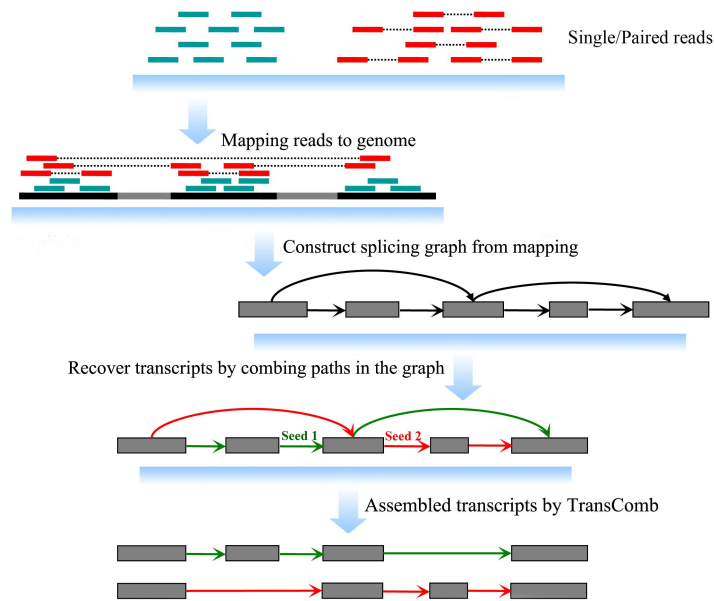 Single/Paired reads
Mapping reads to genome
Construct splicing graph from mapping
Recover transcripts by combing paths in the graph
Seed 1
Seed 2
Assembled transcripts by TransComb